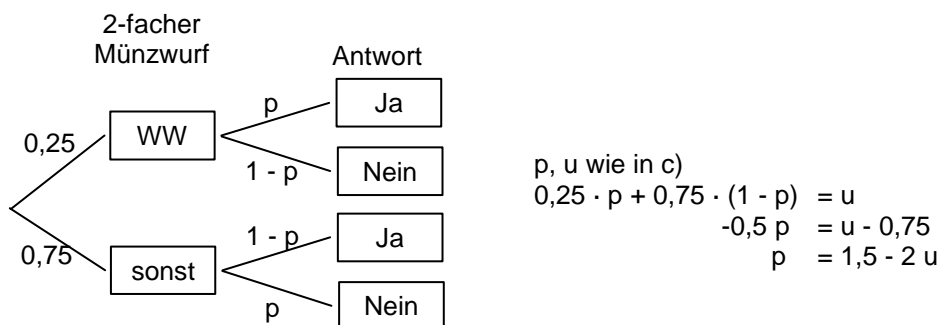 2-facher
Münzwurf
Antwort
p
Ja
0,25
WW
1 - p
Nein
p, u wie in c)
0,25 · p + 0,75 · (1 - p) = u
-0,5 p = u - 0,75
p = 1,5 - 2 u
1 - p
Ja
0,75
sonst
p
Nein